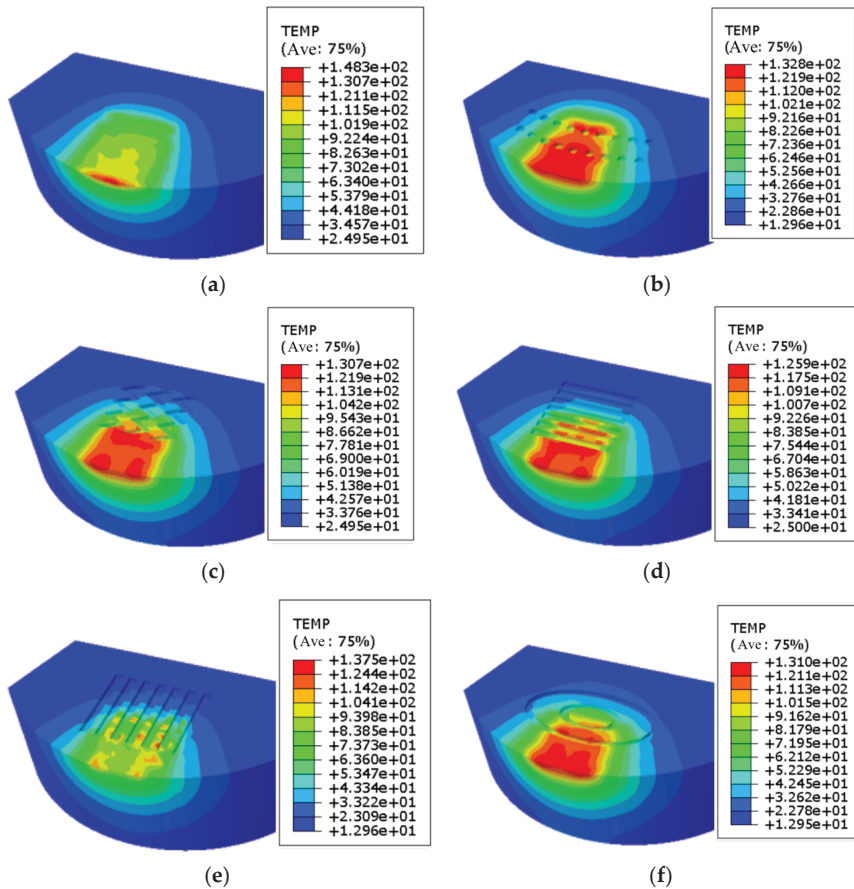 TEMP
(Ave: 75%)
+1.483e+02
+1.307e+02
+1.211e+02
+1.115e+02
+1.019e+02
+9.224e+01
+8.263e+01
+7.302e+01
+6.340e+01
+5.379e+01
+4.418e+01
+3.457e+01
+2.495e+01
(a)
TEMP
(Ave: 75%)
+1.328e+02
+1.219e+02
+1.120e+02
+1.021e+02
+9.216e+01
+8.226e+01
+7.236e+01
+6.246e+01
+5.256e+01
+4.266e+01
+3.276e+01
+2.286e+01
+1.296e+01
(b)
TEMP
(Ave: 75%)
+1.307e+02
+1.219e+02
+1.131e+02
+1.042e+02
+9.543e+01
+8.662e+01
+7.781e+01
+6.900e+01
+6.019e+01
+5.138e+01
+4.257e+01
+3.376e+01
+2.495e+01
(c)
TEMP
(Ave: 75%)
+1.259e+02
+1.175e+02
+1.091e+02
+1.007e+02
+9.226e+01
+8.385e+01
+7.544e+01
+6.704e+01
+5.863e+01
+5.022e+01
+4.181e+01
+3.341e+01
+2.500e+01
(d)
TEMP
(Ave: 75%)
+1.375e+02
+1.244e+02
+1.142e+02
+1.041e+02
+9.398e+01
+8.385e+01
+7.373e+01
+6.360e+01
+5.347e+01
+4.334e+01
+3.322e+01
+2.309e+01
+1.296e+01
(e)
TEMP
(Ave: 75%)
+1.310e+02
+1.211e+02
+1.113e+02
+1.015e+02
+9.162e+01
+8.179e+01
+7.195e+01
+6.212e+01
+5.229e+01
+4.245e+01
+3.262e+01
+2.278e+01
+1.295e+01
(f)